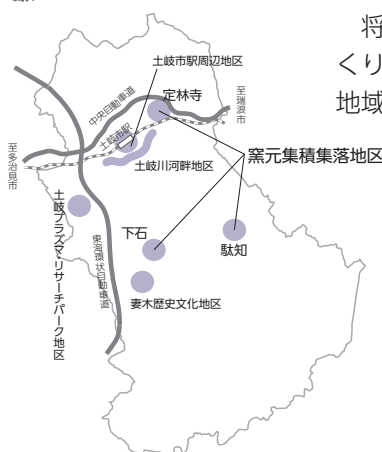 将
くり
地域
土岐市駅周辺地区
定林寺
至瑞浪市
中央自動車道
土岐市駅
至多治見市
土岐川河畔地区
窯元集積集落地区
土岐プラズマ・リサーチパーク地区
東海環状自動車道
下石
駄知
妻木歴史文化地区